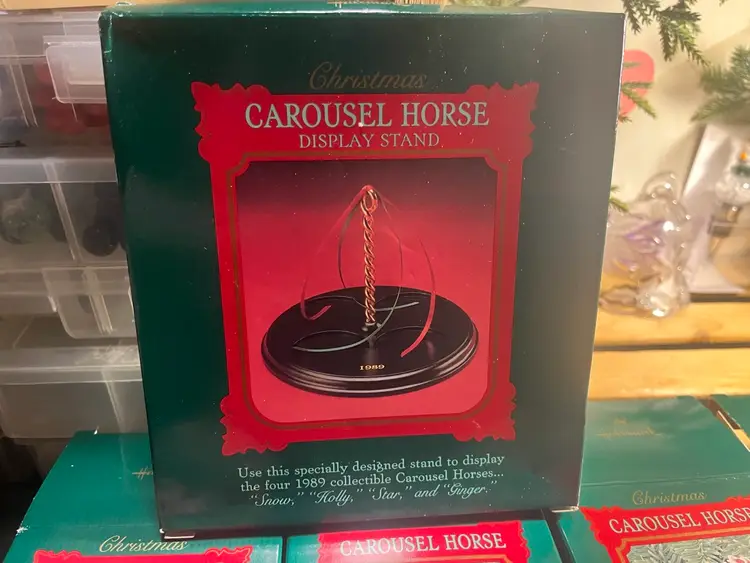 Christmas
CAROUSEL HORSE
DISPLAY STAND
1989
Use this specially designed stand to display
the four 1989 collectible Carousel Horses...
"Snow," "Holly," "Star," and "Ginger."
Christmas
CAROUSEL HORSE
Christmas
CAROUSEL HORSE